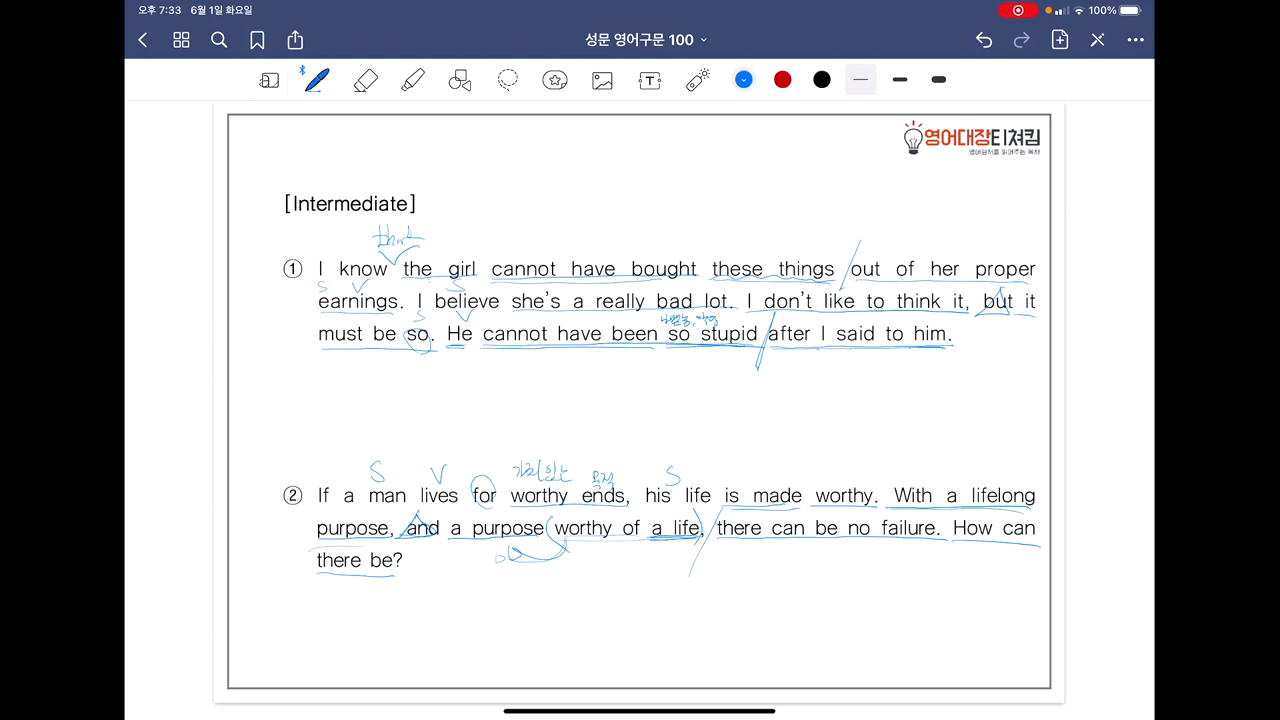 오후 7:33 6월 1일 화요일
100%
성문 영어구문 100
영어대장티쳐킴
[Intermediate]
that
① I know the girl cannot have bought these things out of her proper
S S
earnings. I believe she's a really bad lot. I don't like to think it, but it
S
must be so. He cannot have been so stupid after I said to him.
S V 가치있는 목적 S
② If a man lives for worthy ends, his life is made worthy. With a lifelong
purpose, and a purpose (worthy of a life), there can be no failure. How can
there be?